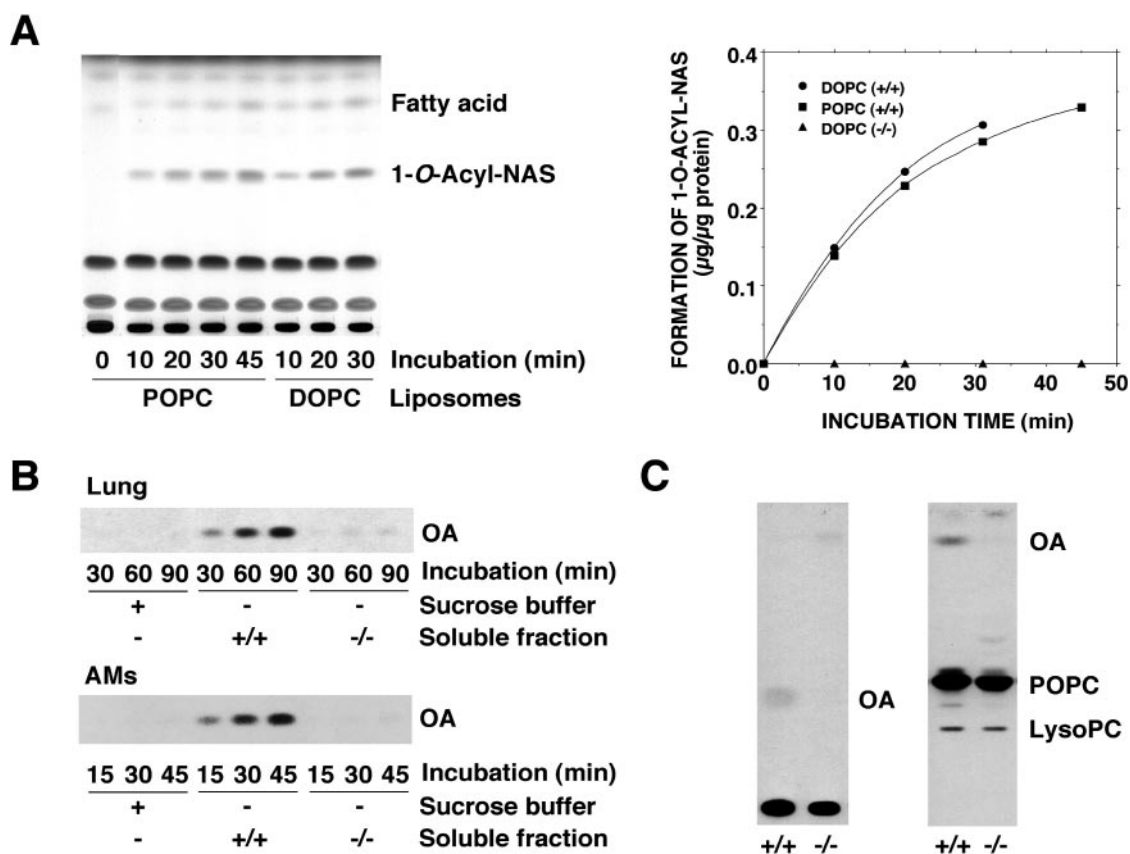 A
Fatty acid
1-O-Acyl-NAS
0 10 20 30 45 10 20 30 Incubation (min)
POPC DOPC Liposomes
FORMATION OF 1-O-ACYL-NAS
(µg/µg protein)
0.4
0.3
0.2
0.1
0.0
DOPC (+/+)
POPC (+/+)
DOPC (-/-)
0 10 20 30 40 50
INCUBATION TIME (min)
B
Lung
OA
30 60 90 30 60 90 30 60 90 Incubation (min)
+ - - Sucrose buffer
- +/+ -/- Soluble fraction
AMs
OA
15 30 45 15 30 45 15 30 45 Incubation (min)
+ - - Sucrose buffer
- +/+ -/- Soluble fraction
C
OA
+/+ -/-
OA
POPC
LysoPC
+/+ -/-